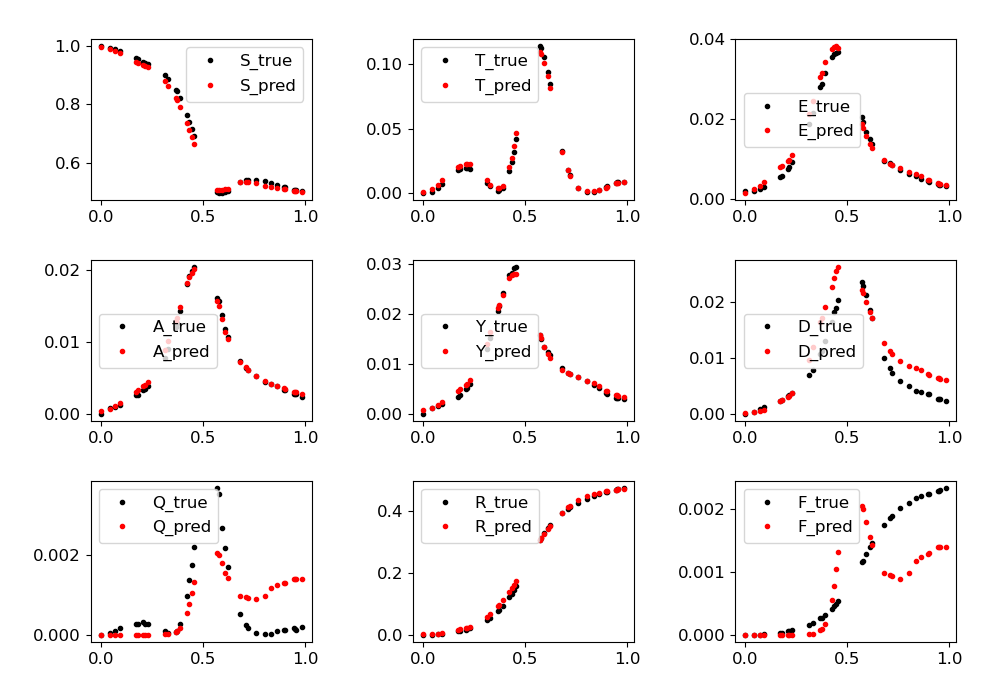 1.0
0.8
0.6
0.0 0.5 1.0
S_true
S_pred
0.10
0.05
0.00
0.0 0.5 1.0
T_true
T_pred
0.04
0.02
0.00
0.0 0.5 1.0
E_true
E_pred
0.02
0.01
0.00
0.0 0.5 1.0
A_true
A_pred
0.03
0.02
0.01
0.00
0.0 0.5 1.0
Y_true
Y_pred
0.02
0.01
0.00
0.0 0.5 1.0
D_true
D_pred
0.002
0.000
0.0 0.5 1.0
Q_true
Q_pred
0.4
0.2
0.0
0.0 0.5 1.0
R_true
R_pred
0.002
0.001
0.000
0.0 0.5 1.0
F_true
F_pred